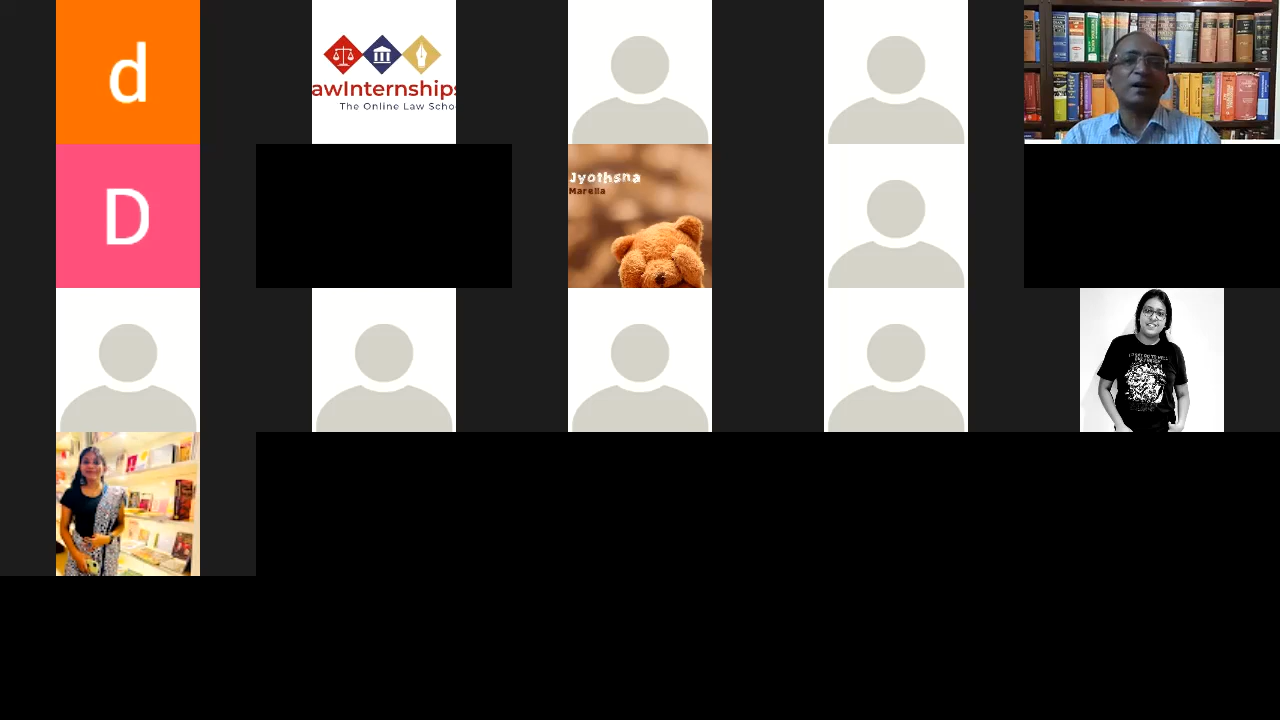 d
awInternships
The Online Law Scho
D
Jyothsna
Marella